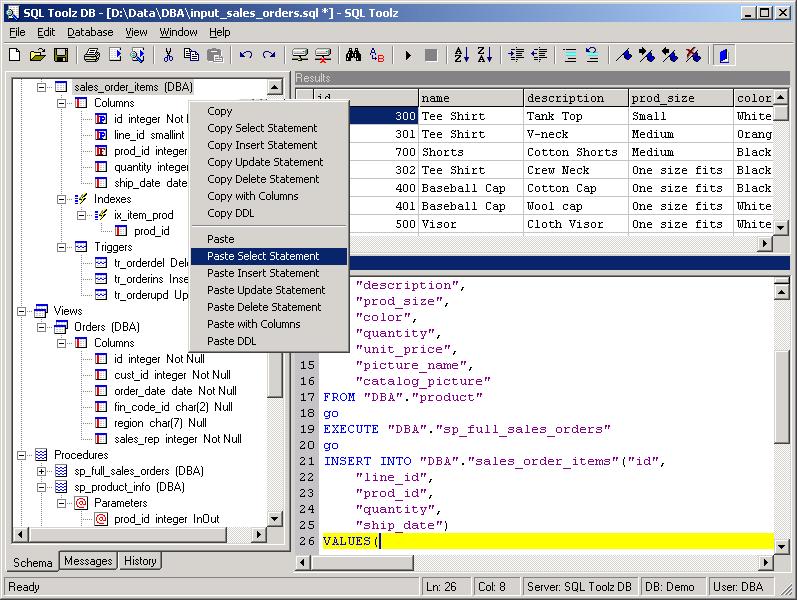 SQL Toolz DB - [D:\Data\DBA\input_sales_orders.sql *] - SQL Toolz
File Edit Database View Window Help
sales_order_items (DBA)
Columns
id integer Not
line_id smallint
prod_id integer
quantity integer
ship_date date
Indexes
ix_item_prod
prod_id
Triggers
tr_orderdel Del
tr_orderins Inse
tr_orderupd Up
Views
Orders (DBA)
Columns
id integer Not Null
cust_id integer Not Null
order_date date Not Null
fin_code_id char(2) Null
region char(7) Null
sales_rep integer Not Null
Procedures
sp_full_sales_orders (DBA)
sp_product_info (DBA)
Parameters
prod_id integer InOut
Schema Messages History
Copy
Copy Select Statement
Copy Insert Statement
Copy Update Statement
Copy Delete Statement
Copy with Columns
Copy DDL
Paste
Paste Select Statement
Paste Insert Statement
Paste Update Statement
Paste Delete Statement
Paste with Columns
Paste DDL
Results
id name description prod_size color
300 Tee Shirt Tank Top Small White
301 Tee Shirt V-neck Medium Orang
700 Shorts Cotton Shorts Medium Black
302 Tee Shirt Crew Neck One size fits Black
400 Baseball Cap Cotton Cap One size fits Black
401 Baseball Cap Wool cap One size fits White
500 Visor Cloth Visor One size fits White
"description",
"prod_size",
"color",
"quantity",
"unit_price",
15 "picture_name",
16 "catalog_picture"
17 FROM "DBA"."product"
18 go
19 EXECUTE "DBA"."sp_full_sales_orders"
20 go
21 INSERT INTO "DBA"."sales_order_items"("id",
22 "line_id",
23 "prod_id",
24 "quantity",
25 "ship_date")
26 VALUES(
Ready Ln: 26 Col: 8 Server: SQL Toolz DB DB: Demo User: DBA